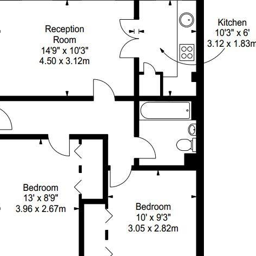 Reception
Room
14'9" x 10'3"
4.50 x 3.12m
Kitchen
10'3" x 6'
3.12 x 1.83m
Bedroom
13' x 8'9"
3.96 x 2.67m
Bedroom
10' x 9'3"
3.05 x 2.82m